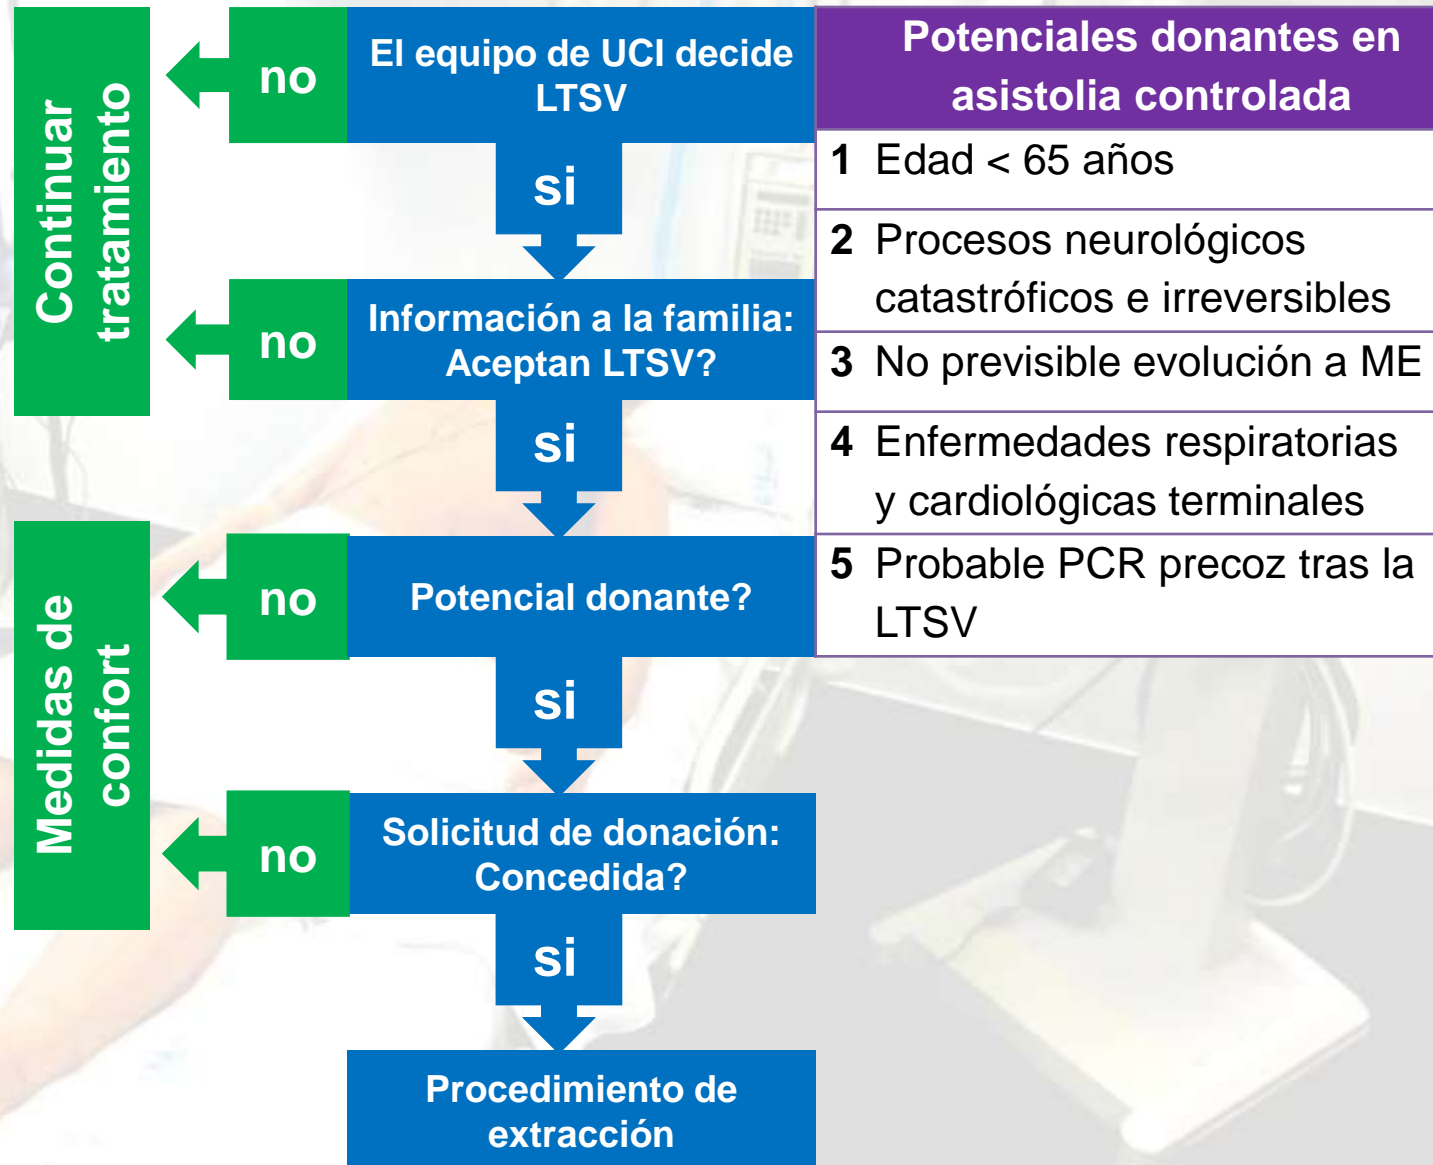 El equipo de UCI decide
LTSV
no
Continuar
tratamiento
si
Información a la familia:
Aceptan LTSV?
no
si
Potencial donante?
no
Medidas de
confort
si
Solicitud de donación:
Concedida?
no
si
Procedimiento de
extracción
Potenciales donantes en
asistolia controlada
1 Edad < 65 años
2 Procesos neurológicos
catastróficos e irreversibles
3 No previsible evolución a ME
4 Enfermedades respiratorias
y cardiológicas terminales
5 Probable PCR precoz tras la
LTSV